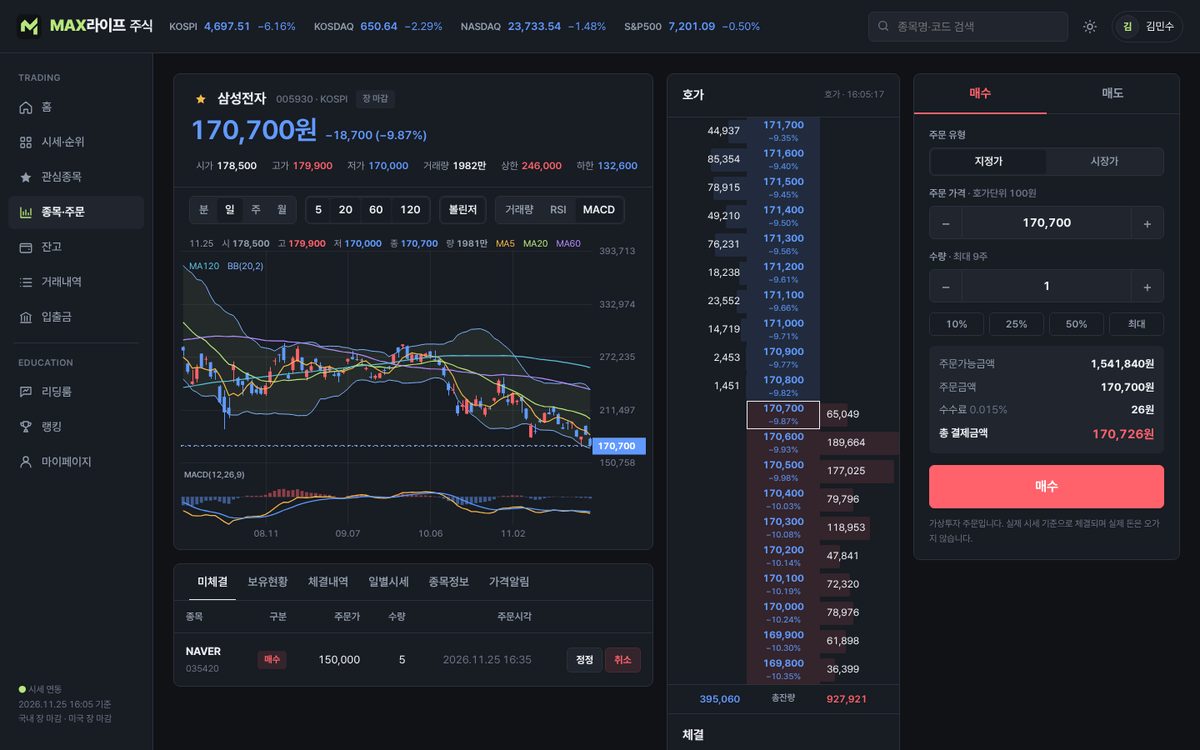 MAX라이프 주식
KOSPI 4,697.51 −6.16% KOSDAQ 650.64 −2.29% NASDAQ 23,733.54 −1.48% S&P500 7,201.09 −0.50%
종목명·코드 검색
김 김민수
TRADING
홈
시세·순위
관심종목
종목·주문
잔고
거래내역
입출금
EDUCATION
리딩룸
랭킹
마이페이지
시세 연동
2026.11.25 16:05 기준
국내 장 마감 · 미국 장 마감
삼성전자 005930 · KOSPI 장 마감
170,700원 −18,700 (−9.87%)
시가 178,500 고가 179,900 저가 170,000 거래량 1982만 상한 246,000 하한 132,600
분 일 주 월 5 20 60 120 볼린저 거래량 RSI MACD
11.25 시 178,500 고 179,900 저 170,000 종 170,700 량 1981만 MA5 MA20 MA60
MA120 BB(20,2)
393,713
332,974
272,235
211,497
170,700
150,758
MACD(12,26,9)
08.11 09.07 10.06 11.02
미체결 보유현황 체결내역 일별시세 종목정보 가격알림
종목 구분 주문가 수량 주문시각
NAVER
035420
매수 150,000 5 2026.11.25 16:35 정정 취소
호가 호가 · 16:05:17
44,937 171,700
−9.35%
85,354 171,600
−9.40%
78,915 171,500
−9.45%
49,210 171,400
−9.50%
76,231 171,300
−9.56%
18,238 171,200
−9.61%
23,552 171,100
−9.66%
14,719 171,000
−9.71%
2,453 170,900
−9.77%
1,451 170,800
−9.82%
170,700 65,049
−9.87%
170,600 189,664
−9.93%
170,500 177,025
−9.98%
170,400 79,796
−10.03%
170,300 118,953
−10.08%
170,200 47,841
−10.14%
170,100 72,320
−10.19%
170,000 78,976
−10.24%
169,900 61,898
−10.30%
169,800 36,399
−10.35%
395,060 총잔량 927,921
체결
매수 매도
주문 유형
지정가 시장가
주문 가격 · 호가단위 100원
− 170,700 +
수량 · 최대 9주
− 1 +
10% 25% 50% 최대
주문가능금액 1,541,840원
주문금액 170,700원
수수료 0.015% 26원
총 결제금액 170,726원
매수
가상투자 주문입니다. 실제 시세 기준으로 체결되며 실제 돈은 오가
지 않습니다.